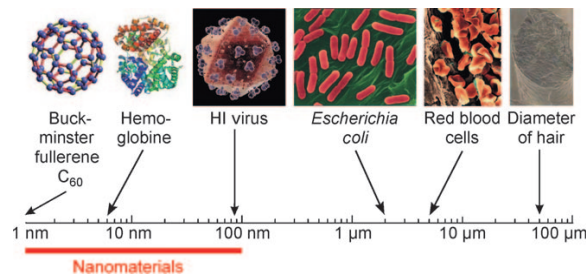 Buck-
minster
fullerene
C₆₀
Hemo-
globine
HI virus
Escherichia
coli
Red blood
cells
Diameter
of hair
1 nm
10 nm
100 nm
1 μm
10 μm
100 μm
Nanomaterials